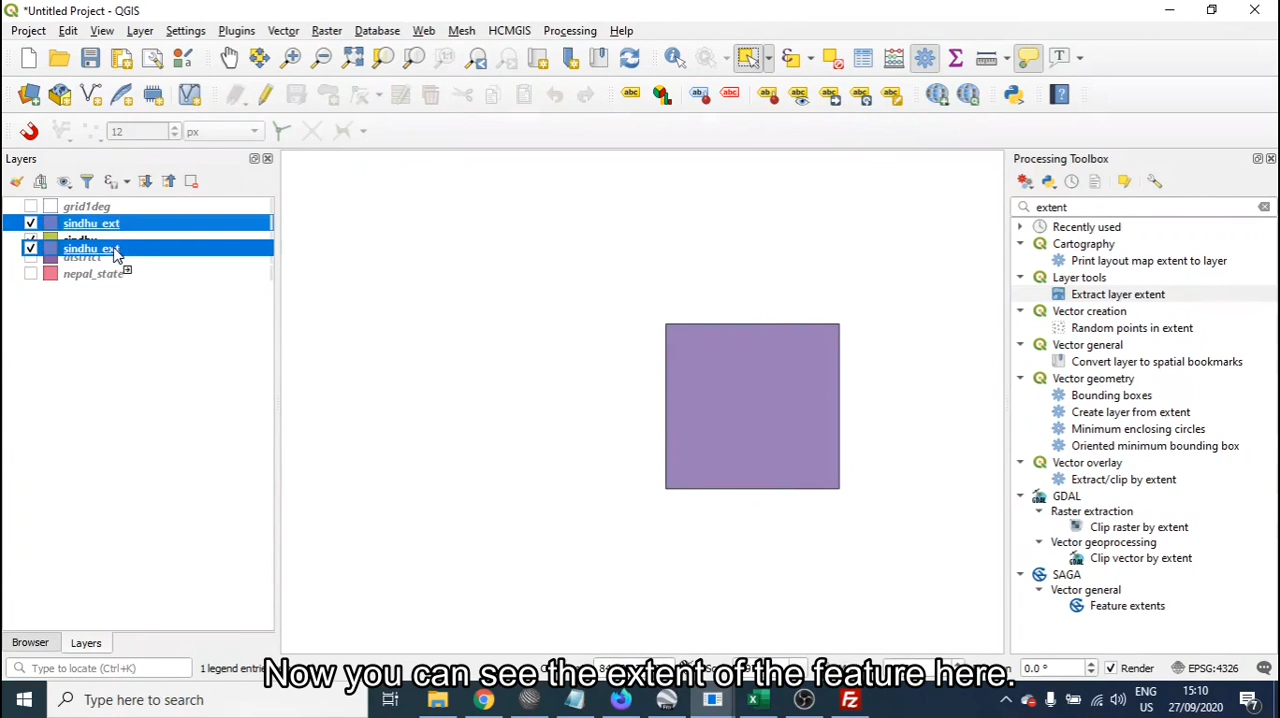 *Untitled Project - QGIS
Project Edit View Layer Settings Plugins Vector Raster Database Web Mesh HCMGIS Processing Help
12 px
Layers
grid1deg
sindhu_ext
sindhu
sindhu_ext
district
nepal_state
Browser Layers
Processing Toolbox
extent
Recently used
Cartography
Print layout map extent to layer
Layer tools
Extract layer extent
Vector creation
Random points in extent
Vector general
Convert layer to spatial bookmarks
Vector geometry
Bounding boxes
Create layer from extent
Minimum enclosing circles
Oriented minimum bounding box
Vector overlay
Extract/clip by extent
GDAL
Raster extraction
Clip raster by extent
Vector geoprocessing
Clip vector by extent
SAGA
Vector general
Feature extents
Type to locate (Ctrl+K) 1 legend 0.0 ° Render EPSG:4326
Now you can see the extent of the feature here.
Type here to search
ENG
US
15:10
27/09/2020
7